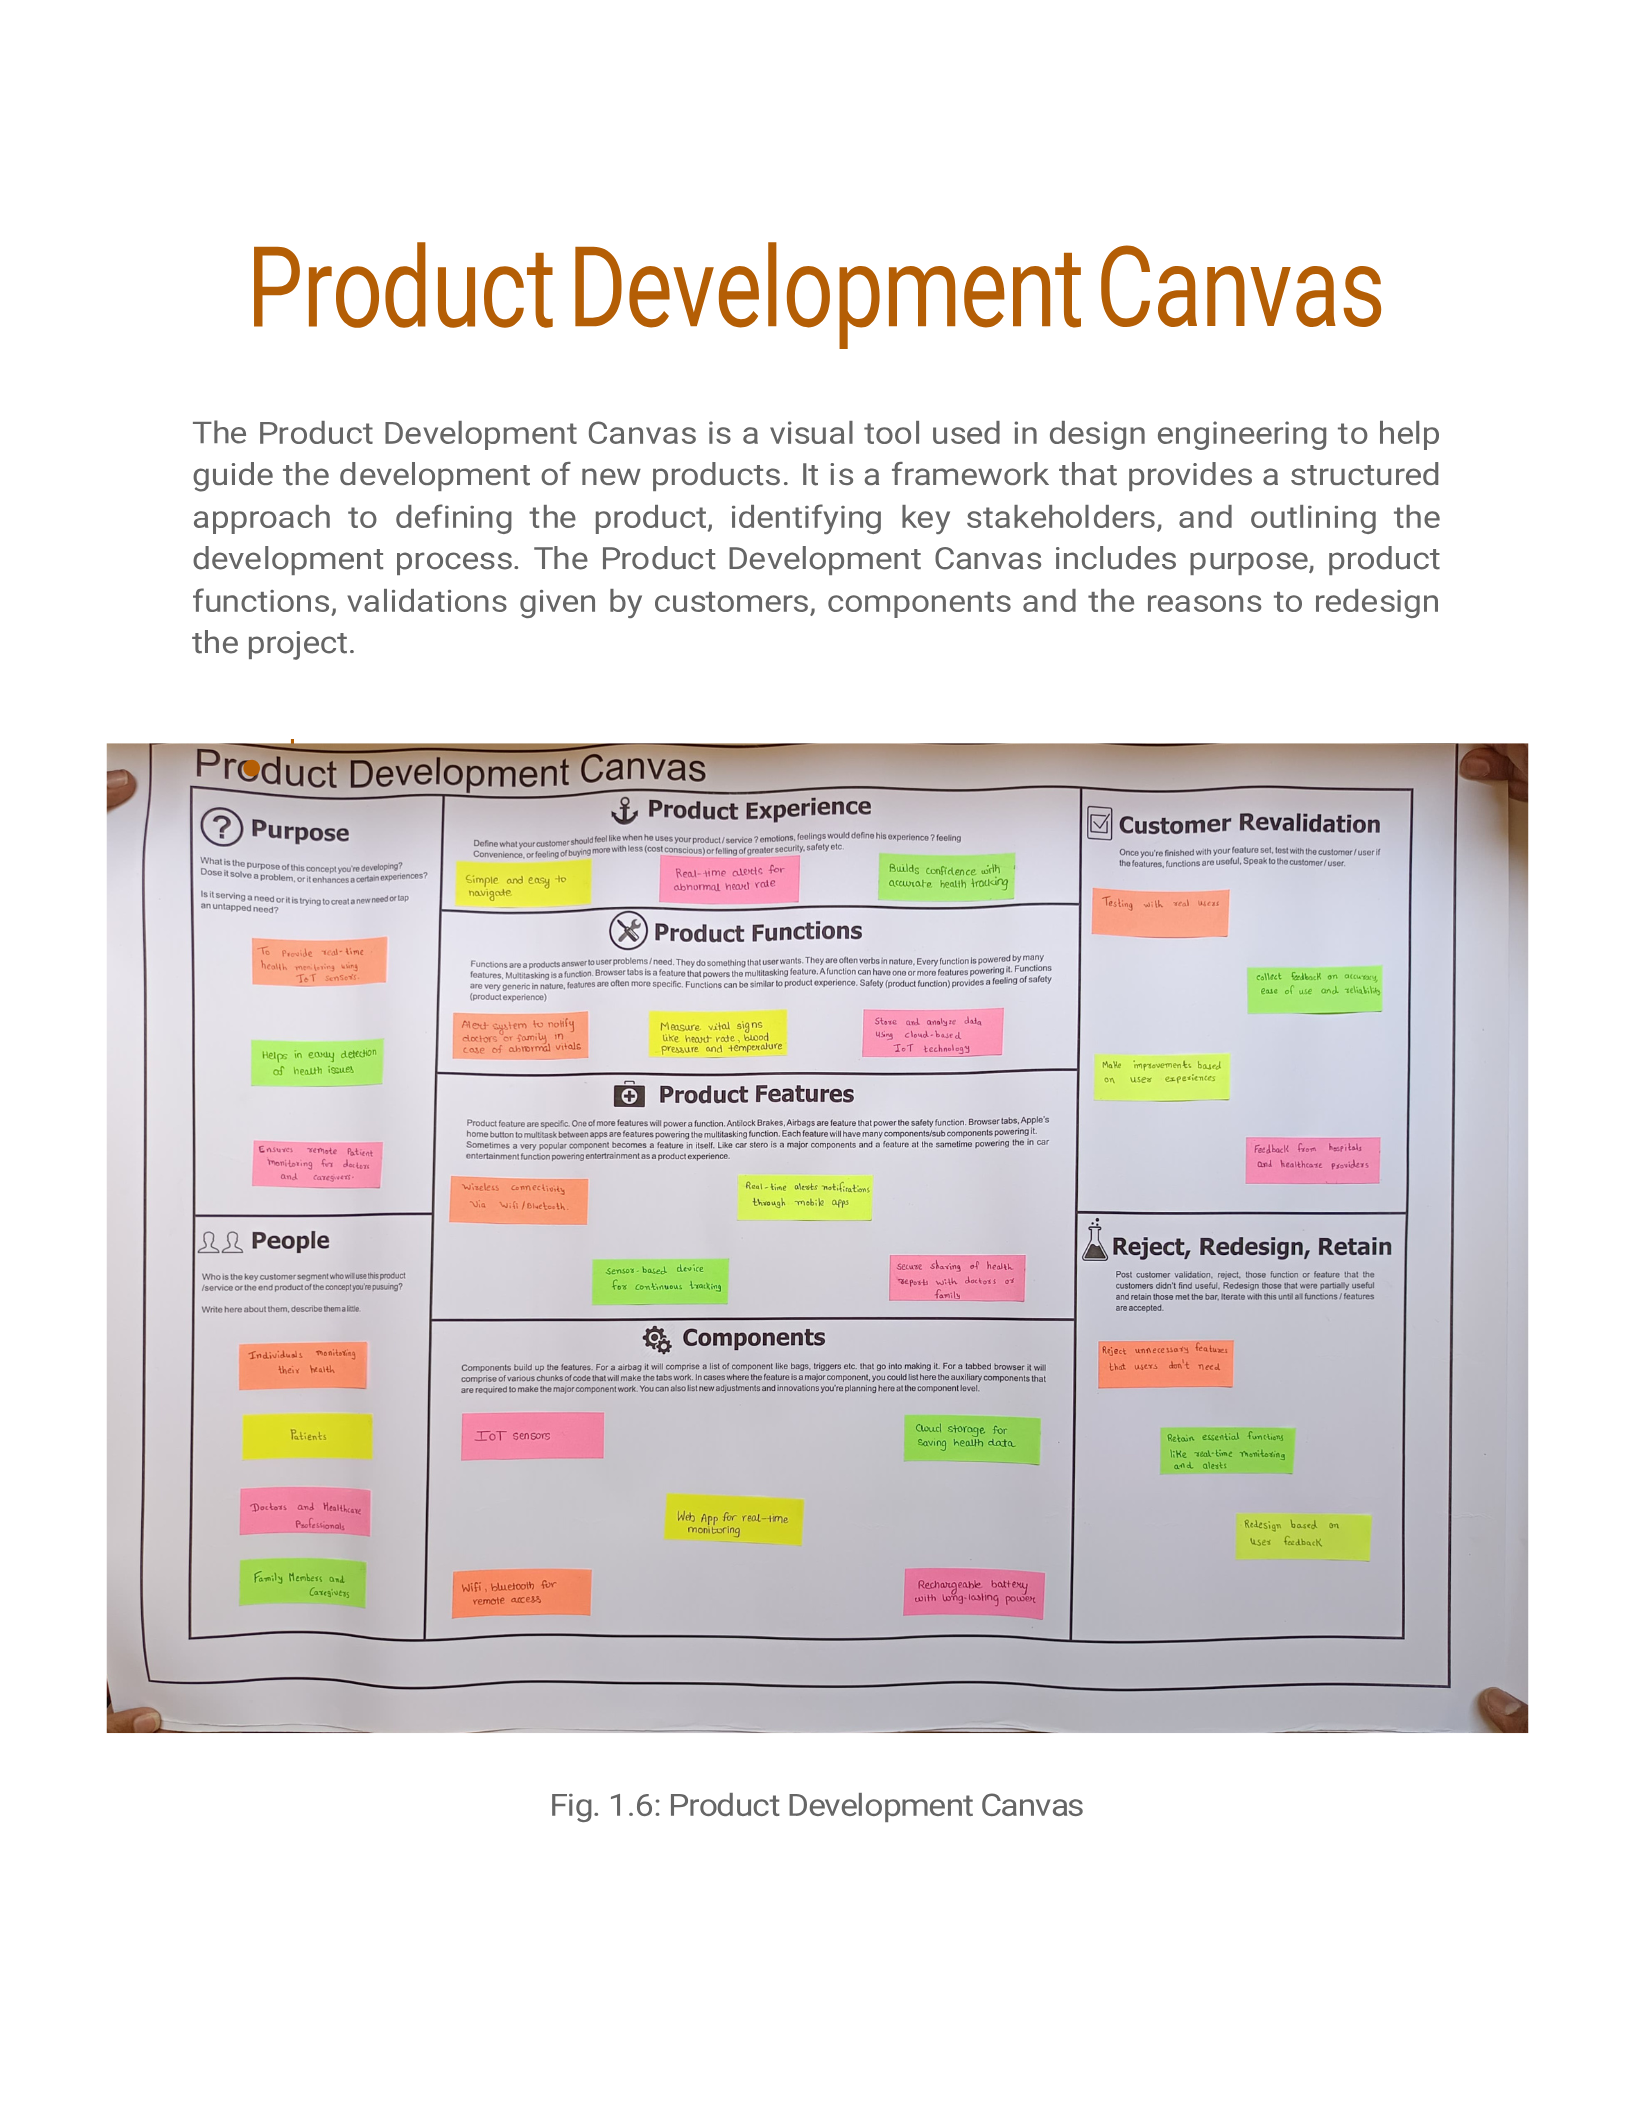 Product Development Canvas
The Product Development Canvas is a visual tool used in design engineering to help
guide the development of new products. It is a framework that provides a structured
approach to defining the product, identifying key stakeholders, and outlining the
development process. The Product Development Canvas includes purpose, product
functions, validations given by customers, components and the reasons to redesign
the project.
Product Development Canvas
Purpose
What is the purpose of this concept you're developing?
Dose it solve a problem, or it enhances a certain experiences?
Is it serving a need or it is trying to creat a new need or tap
an untapped need?
To Provide real-time
health monitoring using
IoT sensors.
Helps in early detection
of health issues
Ensures remote Patient
Monitoring for doctors
and caregivers.
People
Who is the key customer segment who will use this product
/service or the end product of the concept you're pusuing?
Write here about them, describe them a little.
Individuals monitoring
their health
Patients
Doctors and Healthcare
Professionals
Family Members and
Caregivers
Product Experience
Define what your customer should feel like when he uses your product / service ? emotions, feelings would define his experience ? feeling
Convenience, or feeling of buying more with less (cost conscious) or felling of greater security, safety etc.
Simple and easy to
navigate
Real-time alerts for
abnormal heart rate
Builds confidence with
accurate health tracking
Product Functions
Functions are a products answer to user problems / need. They do something that user wants. They are often verbs in nature, Every function is powered by many
features, Multitasking is a function. Browser tabs is a feature that powers the multitasking feature. A function can have one or more features powering it. Functions
are very generic in nature, features are often more specific. Functions can be similar to product experience. Safety (product function) provides a feeling of safety
(product experience)
Alert system to notify
doctors or family in
case of abnormal vitals
Measure vital signs
like heart rate, blood
pressure and temperature
Store and analyze data
using cloud-based
IoT technology
Product Features
Product feature are specific. One of more features will power a function. Antilock Brakes, Airbags are feature that power the safety function. Browser tabs, Apple's
home button to multitask between apps are features powering the multitasking function. Each feature will have many components/sub components powering it.
Sometimes a very popular component becomes a feature in itself. Like car stero is a major components and a feature at the sametime powering the in car
entertainment function powering entertrainment as a product experience.
Wireless connectivity
Via Wifi/Bluetooth.
Real-time alerts notifications
through mobile apps
Sensor-based device
for continuous tracking
Secure sharing of health
reports with doctors or
family
Components
Components build up the features. For a airbag it will comprise a list of component like bags, triggers etc. that go into making it. For a tabbed browser it will
comprise of various chunks of code that will make the tabs work. In cases where the feature is a major component, you could list here the auxiliary components that
are required to make the major component work. You can also list new adjustments and innovations you're planning here at the component level.
IoT sensors
Cloud storage for
Saving health data
Web App for real-time
monitoring
Wifi, bluetooth for
remote access
Rechargeable battery
with long-lasting power
Customer Revalidation
Once you're finished with your feature set, test with the customer / user if
the features, functions are useful, Speak to the customer / user.
Testing with real users
collect feedback on accuracy
ease of use and reliability
Make improvements based
on user experiences
Feedback from hospitals
and healthcare providers
Reject, Redesign, Retain
Post customer validation, reject, those function or feature that the
customers didn't find useful, Redesign those that were partially useful
and retain those met the bar, Iterate with this until all functions / features
are accepted.
Reject unnecessary features
that users don't need
Retain essential functions
like real-time monitoring
and alerts
Redesign based on
user feedback
Fig. 1.6: Product Development Canvas